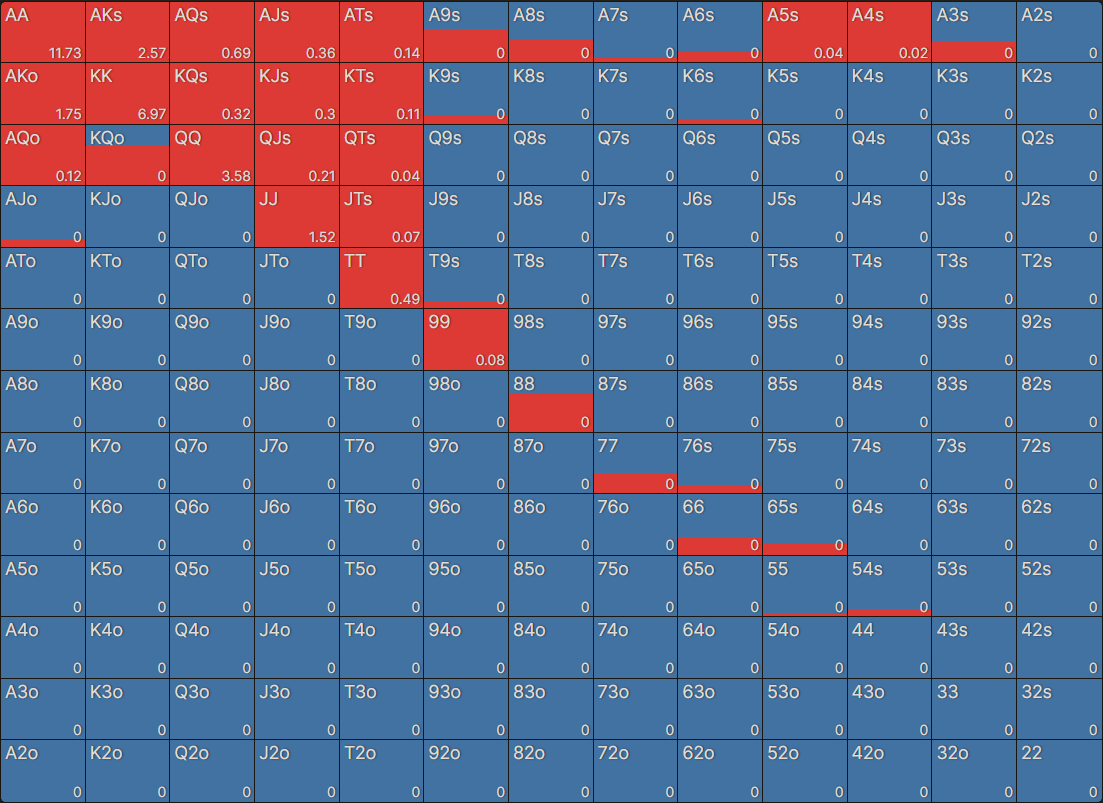 AA AKs AQs AJs ATs A9s A8s A7s A6s A5s A4s A3s A2s
11.73 2.57 0.69 0.36 0.14 0 0 0 0 0.04 0.02 0 0
AKo KK KQs KJs KTs K9s K8s K7s K6s K5s K4s K3s K2s
1.75 6.97 0.32 0.3 0.11 0 0 0 0 0 0 0 0
AQo KQo QQ QJs QTs Q9s Q8s Q7s Q6s Q5s Q4s Q3s Q2s
0.12 0 3.58 0.21 0.04 0 0 0 0 0 0 0 0
AJo KJo QJo JJ JTs J9s J8s J7s J6s J5s J4s J3s J2s
0 0 0 1.52 0.07 0 0 0 0 0 0 0 0
ATo KTo QTo JTo TT T9s T8s T7s T6s T5s T4s T3s T2s
0 0 0 0 0.49 0 0 0 0 0 0 0 0
A9o K9o Q9o J9o T9o 99 98s 97s 96s 95s 94s 93s 92s
0 0 0 0 0 0.08 0 0 0 0 0 0 0
A8o K8o Q8o J8o T8o 98o 88 87s 86s 85s 84s 83s 82s
0 0 0 0 0 0 0 0 0 0 0 0 0
A7o K7o Q7o J7o T7o 97o 87o 77 76s 75s 74s 73s 72s
0 0 0 0 0 0 0 0 0 0 0 0 0
A6o K6o Q6o J6o T6o 96o 86o 76o 66 65s 64s 63s 62s
0 0 0 0 0 0 0 0 0 0 0 0 0
A5o K5o Q5o J5o T5o 95o 85o 75o 65o 55 54s 53s 52s
0 0 0 0 0 0 0 0 0 0 0 0 0
A4o K4o Q4o J4o T4o 94o 84o 74o 64o 54o 44 43s 42s
0 0 0 0 0 0 0 0 0 0 0 0 0
A3o K3o Q3o J3o T3o 93o 83o 73o 63o 53o 43o 33 32s
0 0 0 0 0 0 0 0 0 0 0 0 0
A2o K2o Q2o J2o T2o 92o 82o 72o 62o 52o 42o 32o 22
0 0 0 0 0 0 0 0 0 0 0 0 0